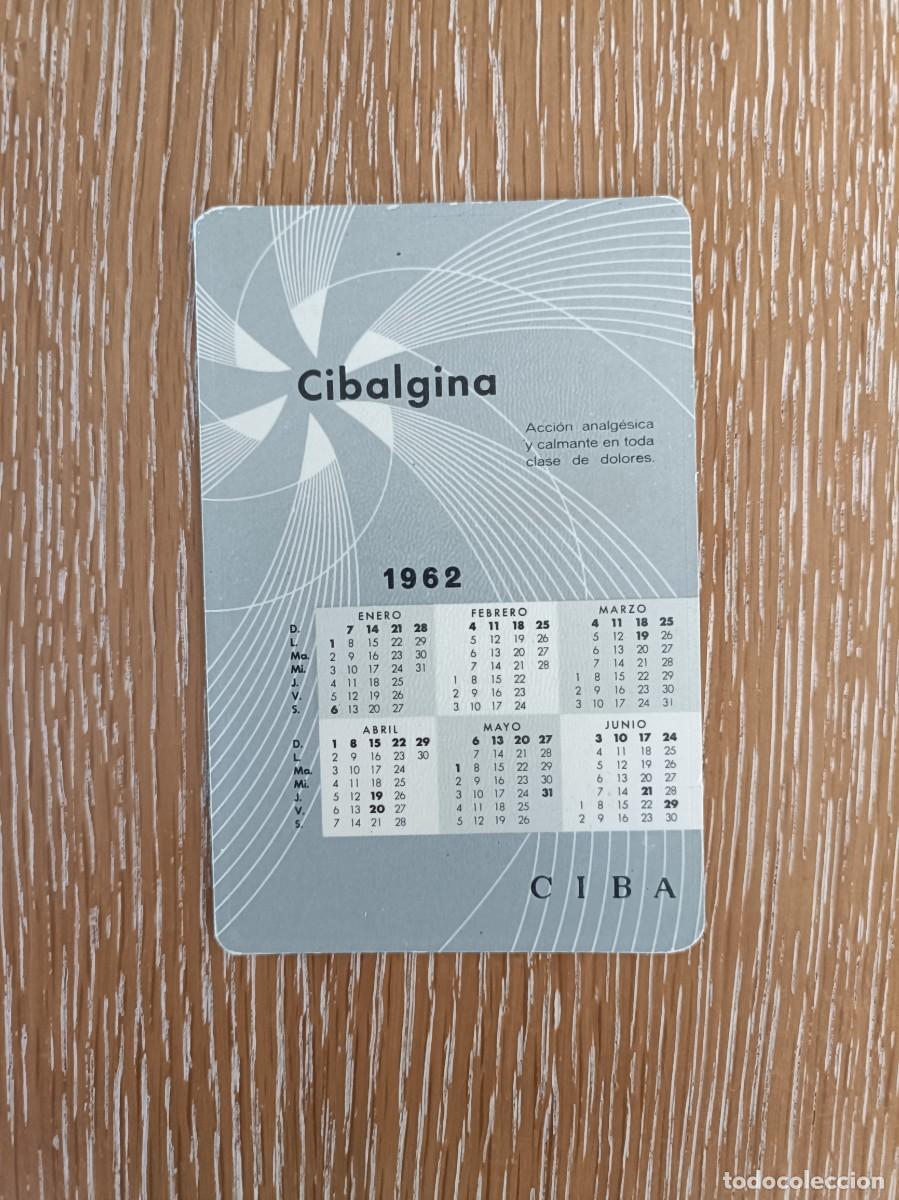 Cibalgina
Acción analgésica
y calmante en toda
clase de dolores.
1962
ENERO FEBRERO MARZO
D. 7 14 21 28 4 11 18 25 4 11 18 25
L. 1 8 15 22 29 5 12 19 26 5 12 19 26
Ma. 2 9 16 23 30 6 13 20 27 6 13 20 27
Mi. 3 10 17 24 31 7 14 21 28 7 14 21 28
J. 4 11 18 25 1 8 15 22 1 8 15 22 29
V. 5 12 19 26 2 9 16 23 2 9 16 23 30
S. 6 13 20 27 3 10 17 24 3 10 17 24 31
ABRIL MAYO JUNIO
D. 1 8 15 22 29 6 13 20 27 3 10 17 24
L. 2 9 16 23 30 7 14 21 28 4 11 18 25
Ma. 3 10 17 24 1 8 15 22 29 5 12 19 26
Mi. 4 11 18 25 2 9 16 23 30 6 13 20 27
J. 5 12 19 26 3 10 17 24 31 7 14 21 28
V. 6 13 20 27 4 11 18 25 1 8 15 22 29
S. 7 14 21 28 5 12 19 26 2 9 16 23 30
CIBA
todocoleccion